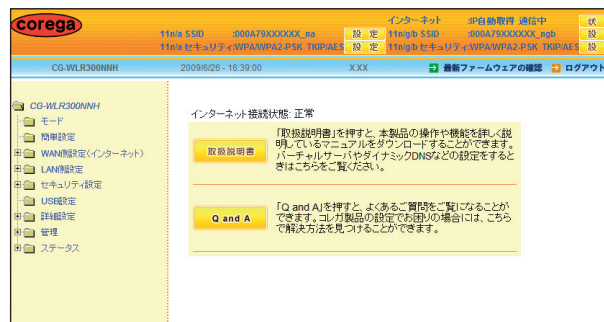 corega
インターネット :IP自動取得 通信中 状
11n/a SSID :000A79XXXXXX_na 設 定 11n/g/b SSID :000A79XXXXXX_ngb 設
11n/a セキュリティ:WPA/WPA2-PSK TKIP/AES 設 定 11n/g/b セキュリティ:WPA/WPA2-PSK TKIP/AES 設
CG-WLR300NNH 2009/6/26 - 16:39:00 X.XX 最新ファームウェアの確認 ログアウト
CG-WLR300NNH
モード
簡単設定
WAN側設定(インターネット)
LAN側設定
セキュリティ設定
USB設定
詳細設定
管理
ステータス
インターネット接続状態: 正常
取扱説明書
「取扱説明書」を押すと、本製品の操作や機能を詳しく説
明しているマニュアルをダウンロードすることができます。
バーチャルサーバやダイナミックDNSなどの設定をすると
きはこちらをご覧ください。
Q and A
「Q and A」を押すと、よくあるご質問をご覧になることが
できます。コレガ製品の設定でお困りの場合には、こちら
で解決方法を見つけることができます。